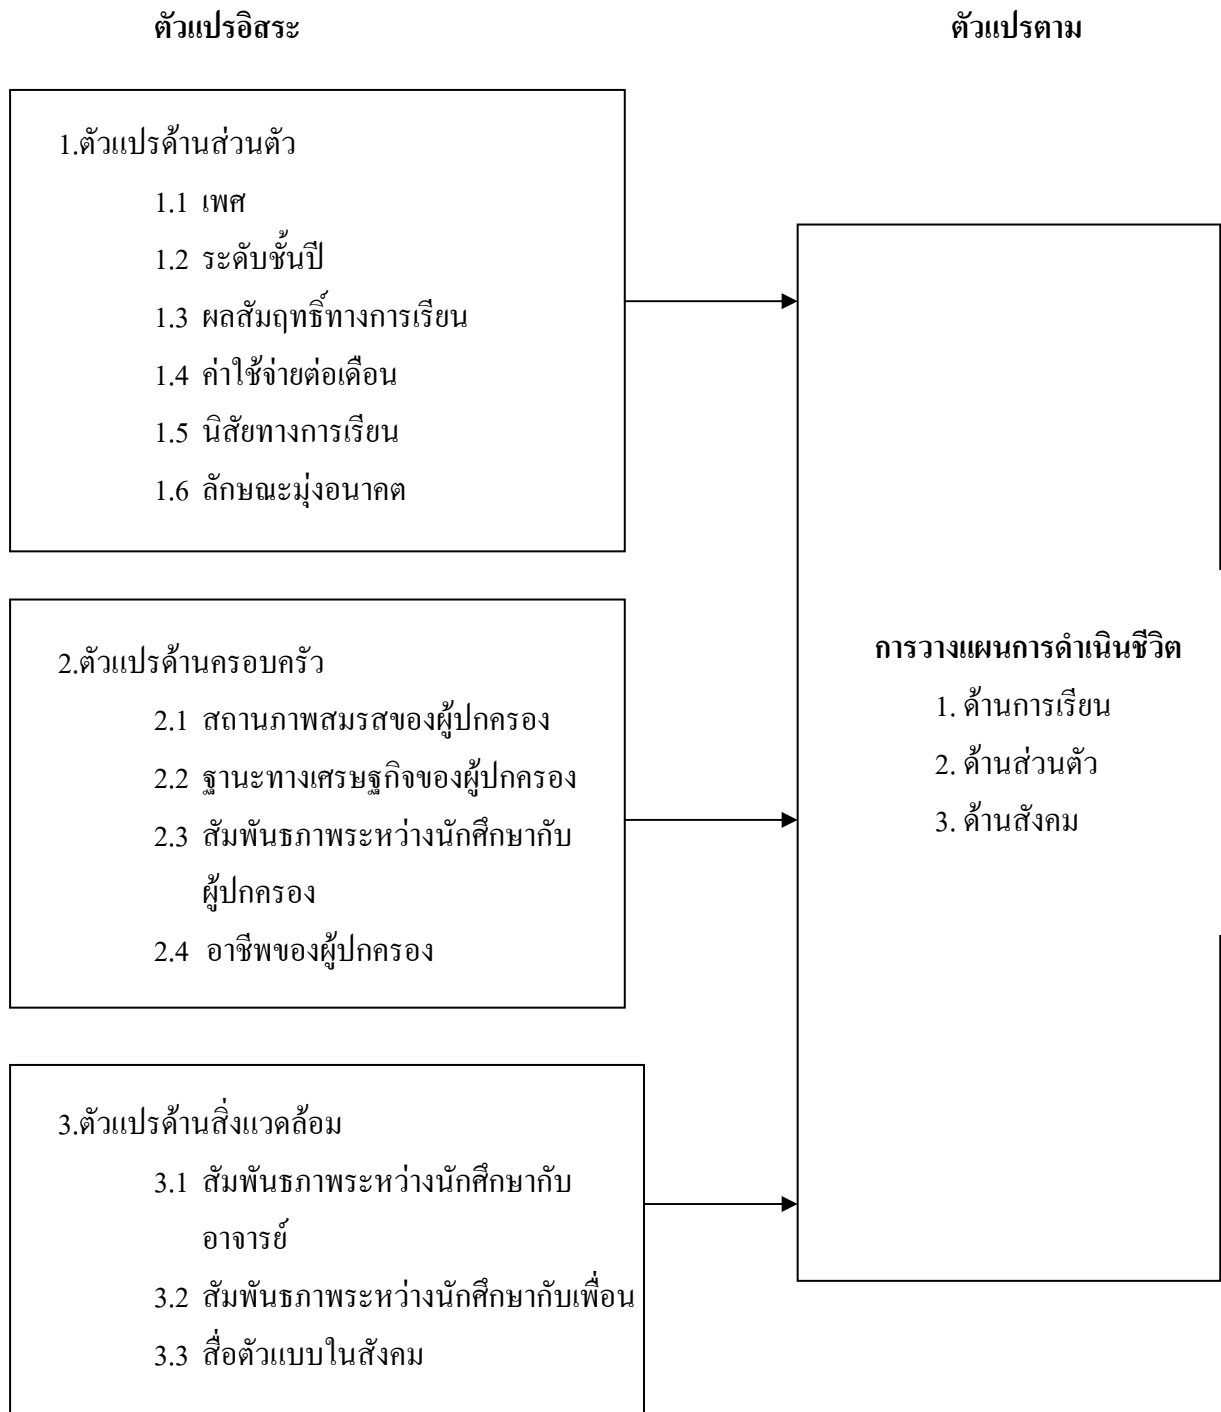 ตัวแปรอิสระ
ตัวแปรตาม
1.ตัวแปรด้านส่วนตัว
1.1 เพศ
1.2 ระดับชั้นปี
1.3 ผลสัมฤทธิ์ทางการเรียน
1.4 ค่าใช้จ่ายต่อเดือน
1.5 นิสัยทางการเรียน
1.6 ลักษณะมุ่งอนาคต
2.ตัวแปรด้านครอบครัว
2.1 สถานภาพสมรสของผู้ปกครอง
2.2 ฐานะทางเศรษฐกิจของผู้ปกครอง
2.3 สัมพันธภาพระหว่างนักศึกษากับ
ผู้ปกครอง
2.4 อาชีพของผู้ปกครอง
3.ตัวแปรด้านสิ่งแวดล้อม
3.1 สัมพันธภาพระหว่างนักศึกษากับ
อาจารย์
3.2 สัมพันธภาพระหว่างนักศึกษากับเพื่อน
3.3 สื่อตัวแบบในสังคม
การวางแผนการดำเนินชีวิต
1. ด้านการเรียน
2. ด้านส่วนตัว
3. ด้านสังคม